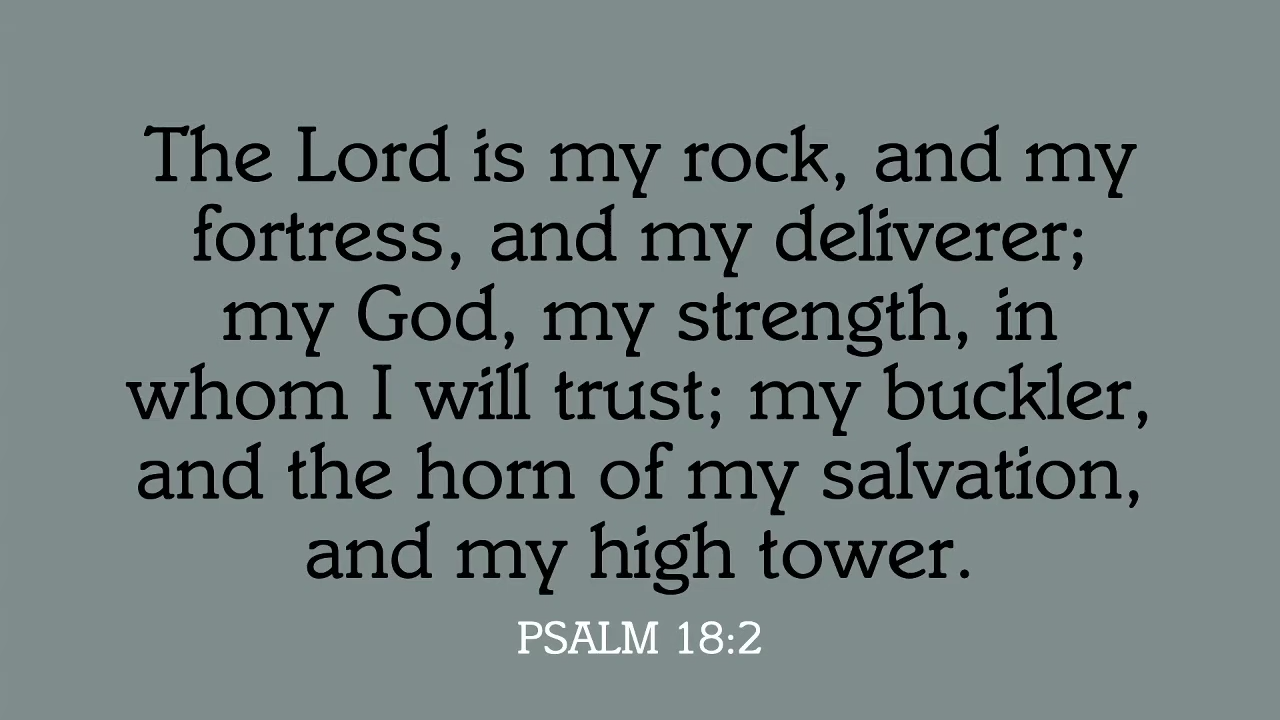 The Lord is my rock, and my
fortress, and my deliverer;
my God, my strength, in
whom I will trust; my buckler,
and the horn of my salvation,
and my high tower.
PSALM 18:2